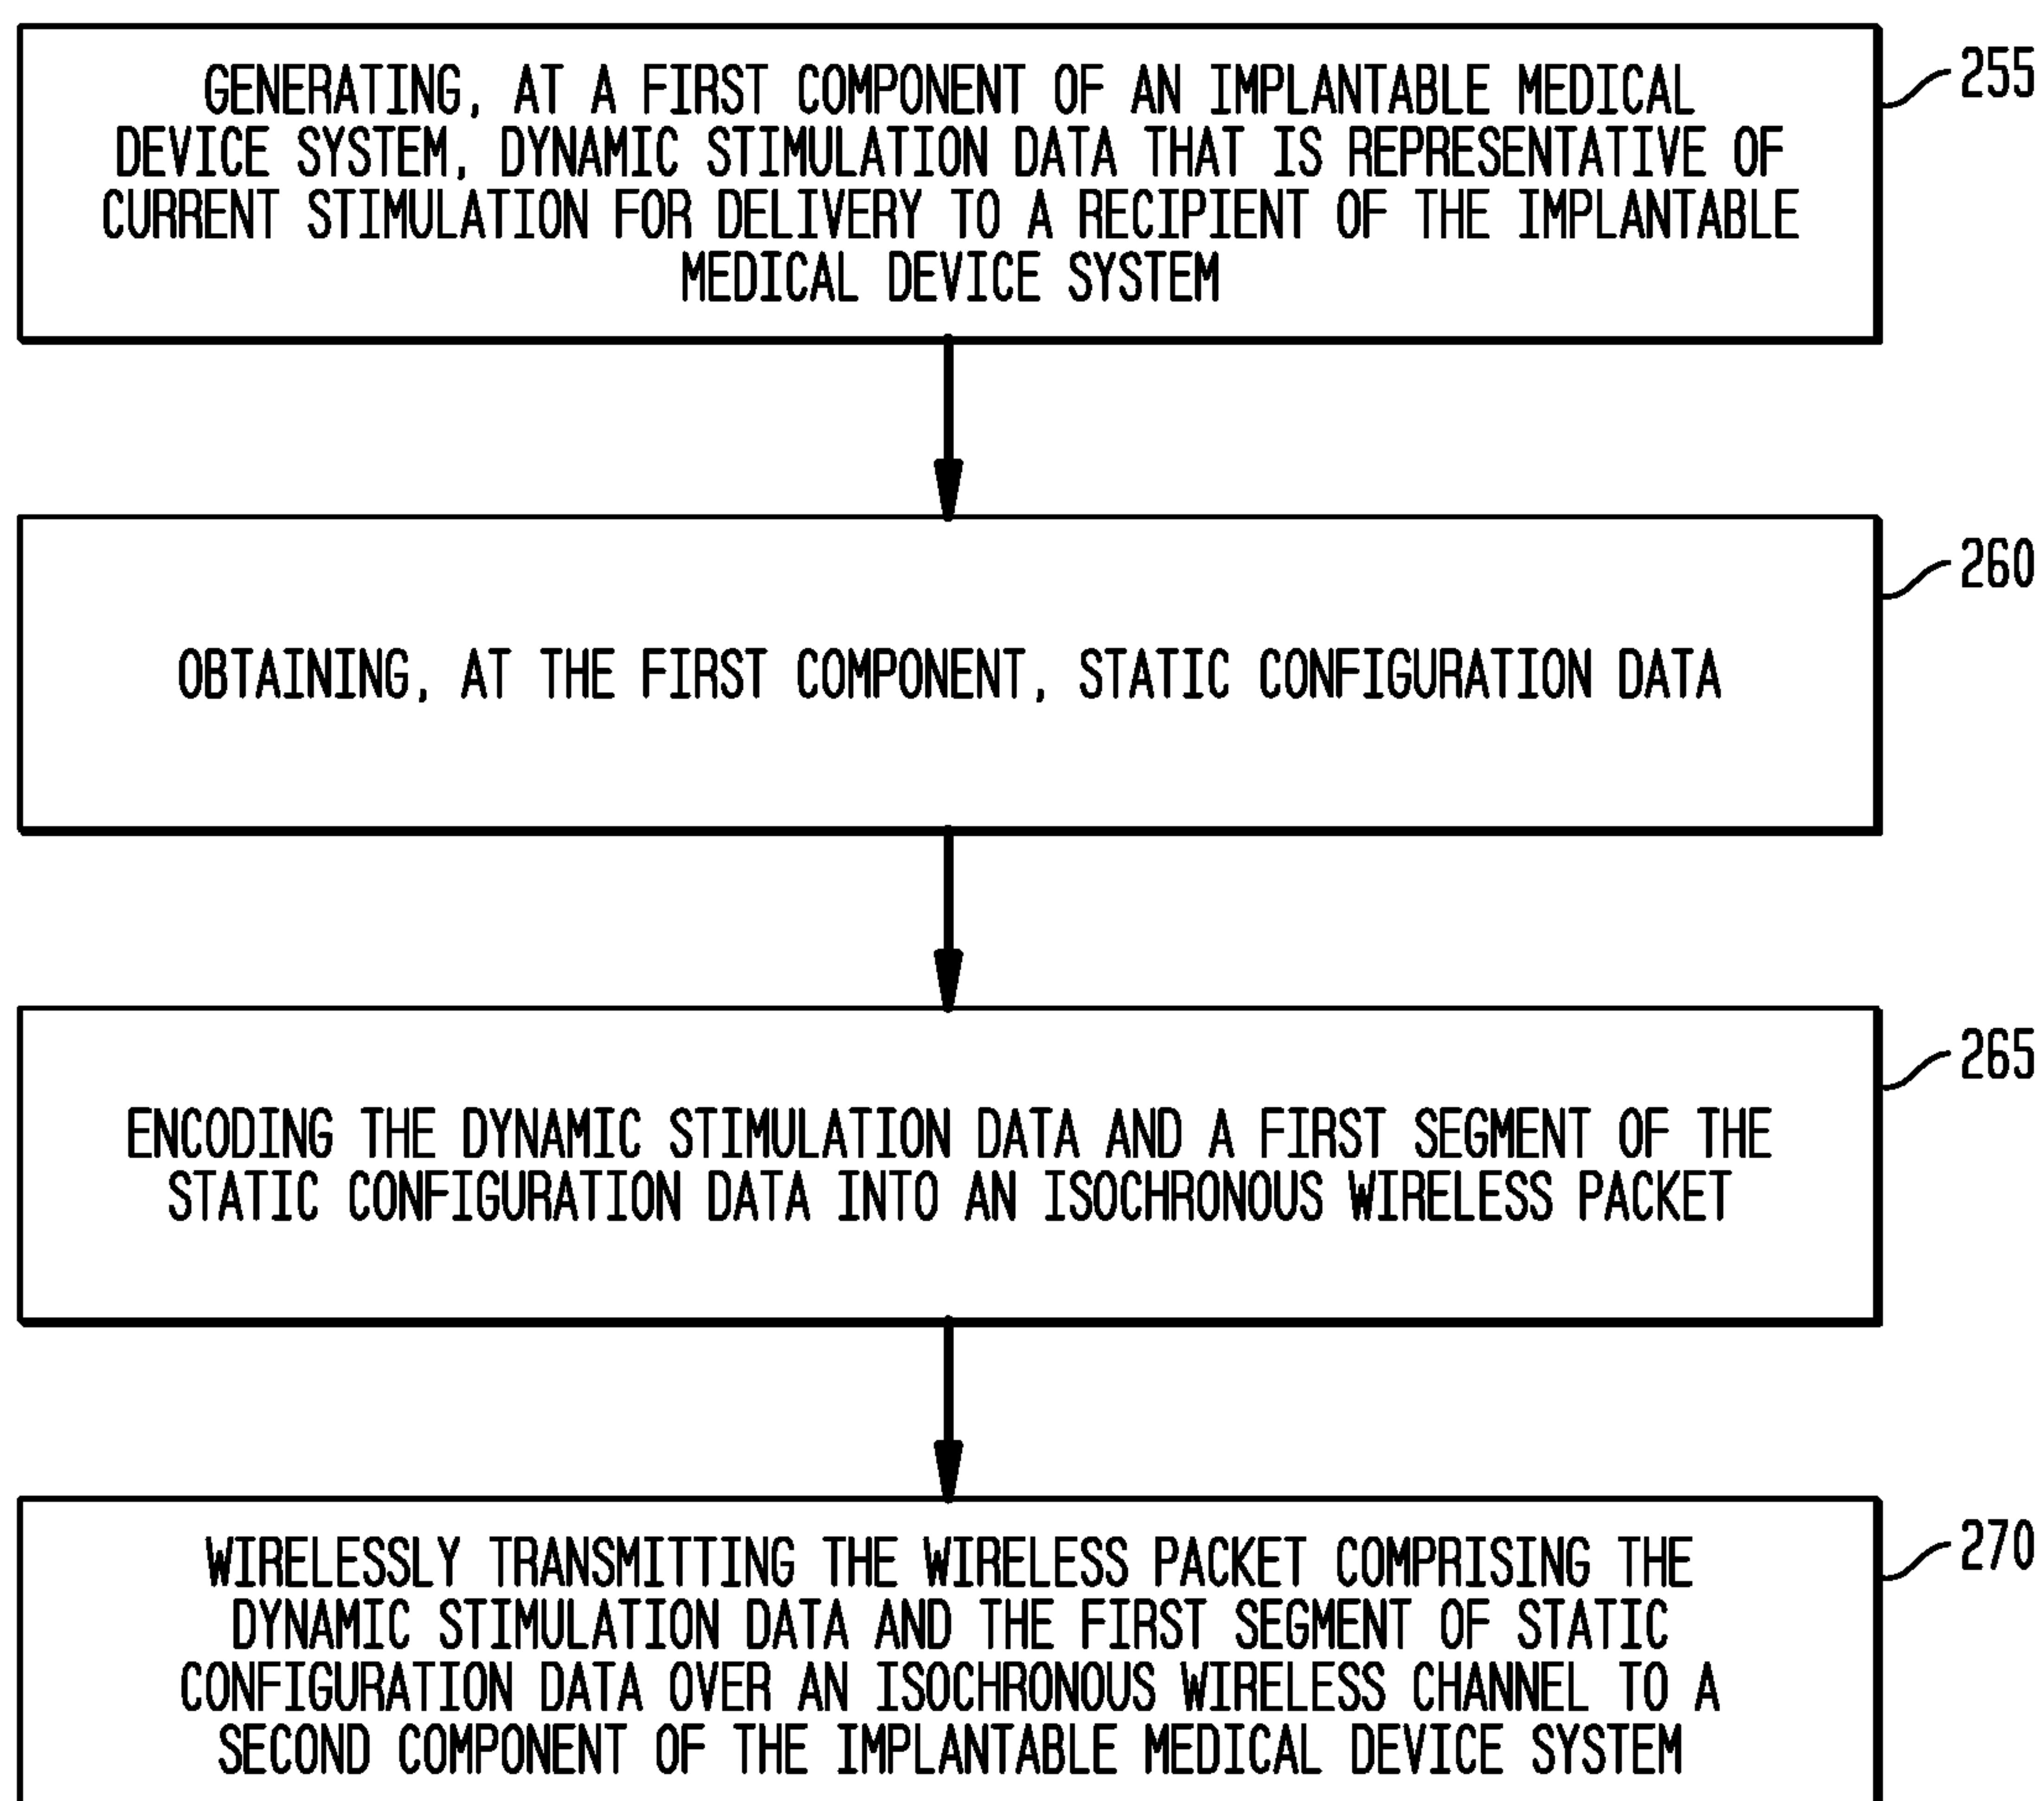 GENERATING, AT A FIRST COMPONENT OF AN IMPLANTABLE MEDICAL
DEVICE SYSTEM, DYNAMIC STIMULATION DATA THAT IS REPRESENTATIVE OF
CURRENT STIMULATION FOR DELIVERY TO A RECIPIENT OF THE IMPLANTABLE
MEDICAL DEVICE SYSTEM
255
OBTAINING, AT THE FIRST COMPONENT, STATIC CONFIGURATION DATA
260
ENCODING THE DYNAMIC STIMULATION DATA AND A FIRST SEGMENT OF THE
STATIC CONFIGURATION DATA INTO AN ISOCHRONOUS WIRELESS PACKET
265
WIRELESSLY TRANSMITTING THE WIRELESS PACKET COMPRISING THE
DYNAMIC STIMULATION DATA AND THE FIRST SEGMENT OF STATIC
CONFIGURATION DATA OVER AN ISOCHRONOUS WIRELESS CHANNEL TO A
SECOND COMPONENT OF THE IMPLANTABLE MEDICAL DEVICE SYSTEM
270